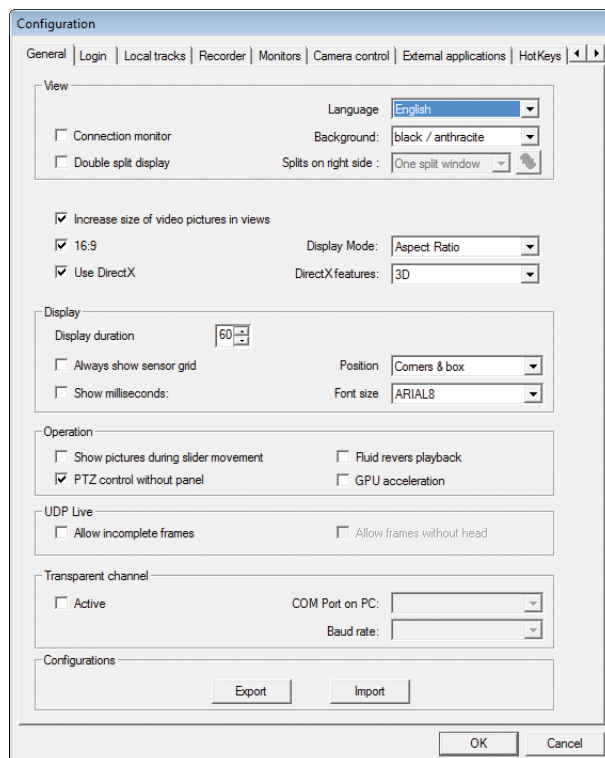 Configuration
General Login Local tracks Recorder Monitors Camera control External applications HotKeys
View
Language English
Connection monitor Background: black / anthracite
Double split display Splits on right side : One split window
Increase size of video pictures in views
16:9 Display Mode: Aspect Ratio
Use DirectX DirectX features: 3D
Display
Display duration 60
Always show sensor grid Position Corners & box
Show milliseconds: Font size ARIAL8
Operation
Show pictures during slider movement Fluid revers playback
PTZ control without panel GPU acceleration
UDP Live
Allow incomplete frames Allow frames without head
Transparent channel
Active COM Port on PC:
Baud rate:
Configurations
Export Import
OK Cancel